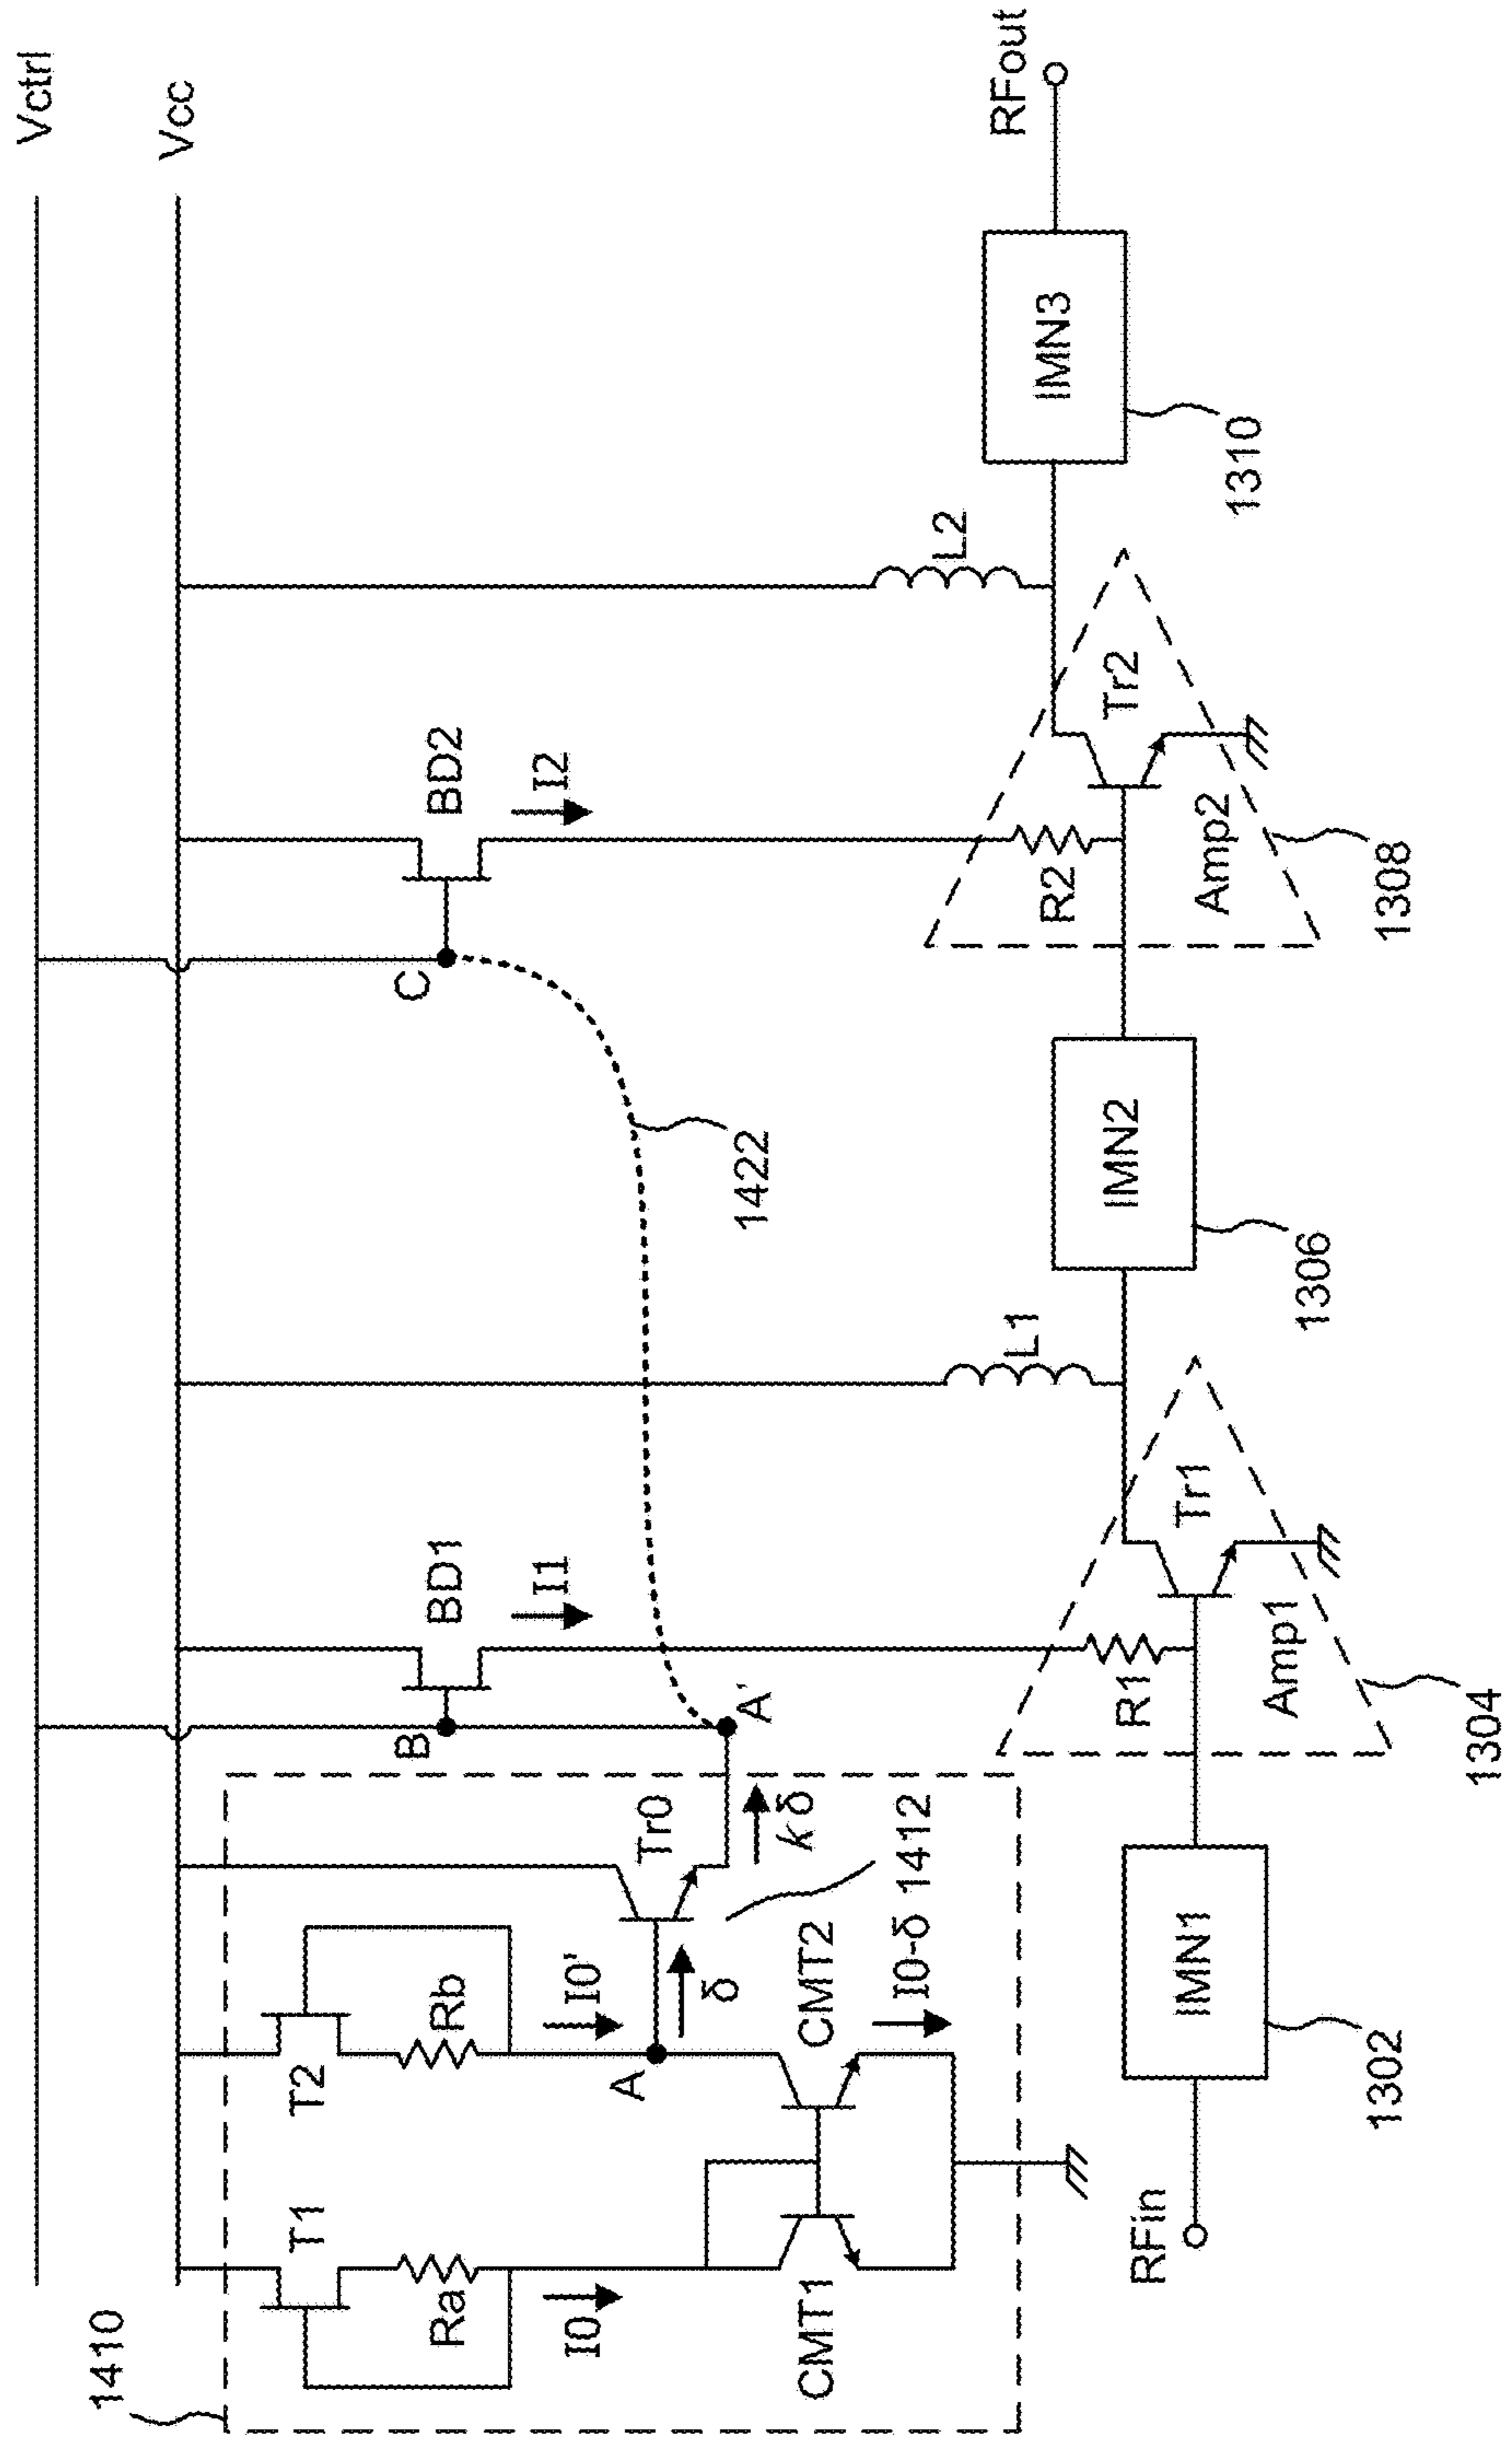 Vctrl
Vcc
1410
T1
T2
BD1
BD2
B
C
Ra
Rb
I0
I0'
I1
I2
A
Tr0
δ
A'
kδ
1422
CMT1
CMT2
I0-δ
1412
L1
L2
RFin
IMN1
1302
R1
Tr1
Amp1
1304
IMN2
1306
R2
Tr2
Amp2
1308
IMN3
1310
RFout